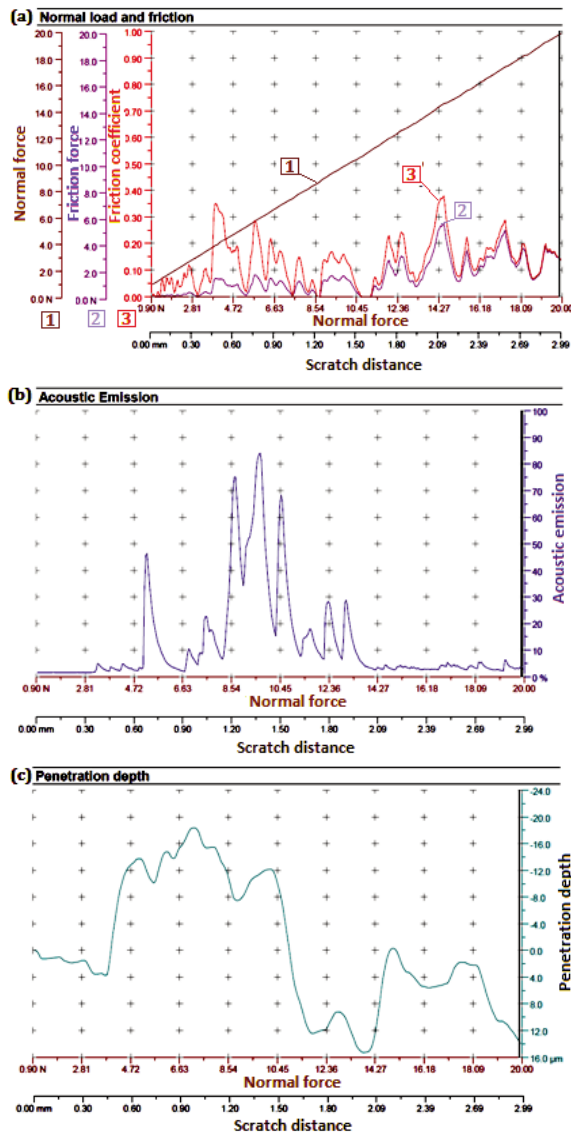 (a) Normal load and friction
20.0 20.0 1.00
18.0 18.0 0.90
16.0 16.0 0.80
14.0 14.0 0.70
12.0 12.0 0.60
10.0 10.0 0.50
8.0 8.0 0.40
6.0 6.0 0.30
4.0 4.0 0.20
2.0 2.0 0.10
0.0 N 0.0 N 0.00
Normal force
Friction force
Friction coefficient
1
3
2
0.90 N 2.81 4.72 6.63 8.54 10.45 12.36 14.27 16.18 18.09 20.00
1 2 3 Normal force
0.00 mm 0.30 0.60 0.90 1.20 1.50 1.80 2.10 2.39 2.69 2.99
Scratch distance
(b) Acoustic Emission
100
90
80
70
60
50
40
30
20
10
0 %
Acoustic emission
0.90 N 2.81 4.72 6.63 8.54 10.45 12.36 14.27 16.18 18.09 20.00
Normal force
0.00 mm 0.30 0.60 0.90 1.20 1.50 1.80 2.09 2.39 2.69 2.99
Scratch distance
(c) Penetration depth
-24.0
-20.0
-16.0
-12.0
-8.0
-4.0
0.0
4.0
8.0
12.0
16.0 µm
Penetration depth
0.90 N 2.81 4.72 6.63 8.54 10.45 12.36 14.27 16.18 18.09 20.00
Normal force
0.00 mm 0.30 0.60 0.90 1.20 1.50 1.80 2.09 2.39 2.69 2.99
Scratch distance